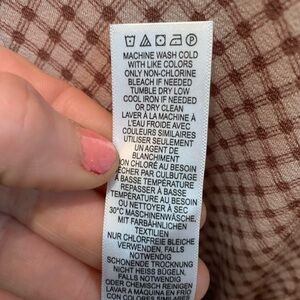 MACHINE WASH COLD
WITH LIKE COLORS
ONLY NON-CHLORINE
BLEACH IF NEEDED
TUMBLE DRY LOW
COOL IRON IF NEEDED
OR DRY CLEAN
LAVER À LA MACHINE À
L'EAU FROIDE AVEC
COULEURS SIMILAIRES
UTILISER SEULEMENT
UN AGENT DE
BLANCHIMENT
ON CHLORÉ AU BESOIN
ÉCHER PAR CULBUTAGE
À BASSE TEMPÉRATURE
REPASSER À BASSE
TEMPÉRATURE AU BESOIN
OU NETTOYER À SEC
30°C MASCHINENWÄSCHE,
MIT FARBÄHNLICHEN
TEXTILIEN
NUR CHLORFREIE BLEICHE
VERWENDEN, FALLS
NOTWENDIG
SCHONENDE TROCKNUNG
NICHT HEISS BÜGELN,
FALLS NOTWENDIG
ODER CHEMISCH REINIGEN
LAVAR A MÁQUINA EN FRÍO
CON COLORES SIMILARES